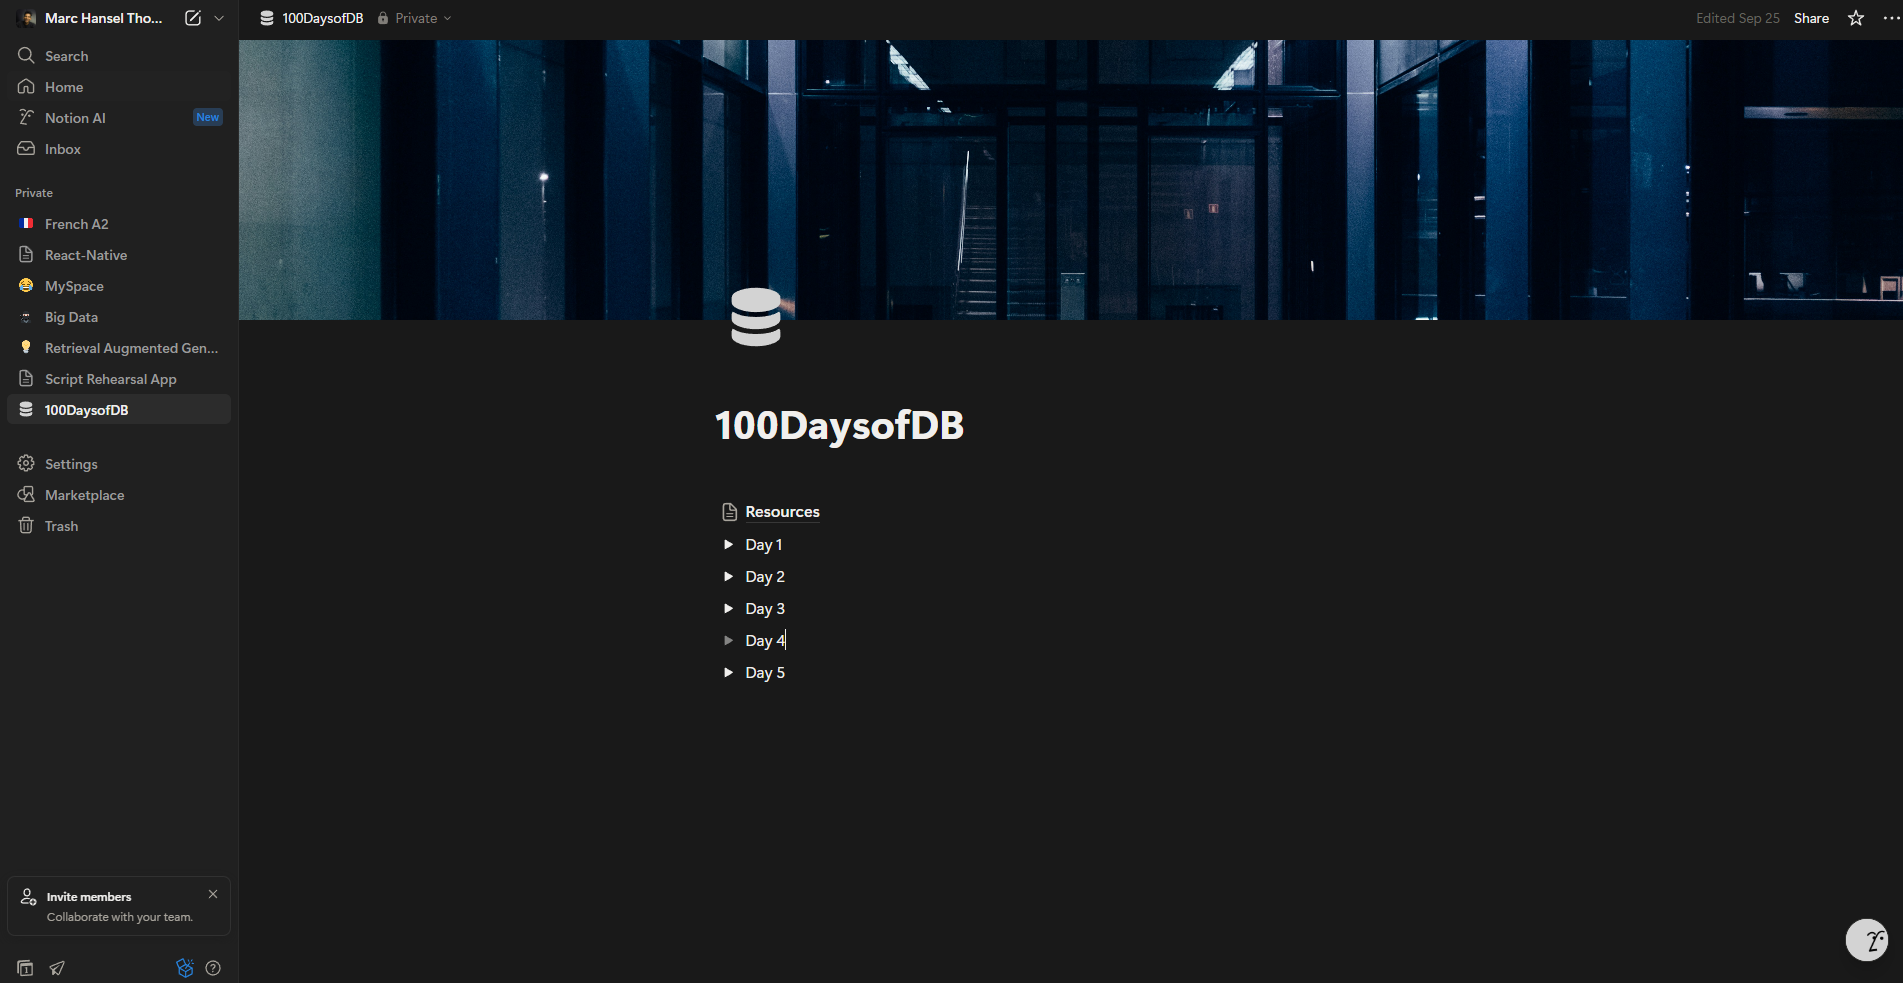 Marc Hansel Tho...
Search
Home
Notion AI New
Inbox
Private
French A2
React-Native
MySpace
Big Data
Retrieval Augmented Gen...
Script Rehearsal App
100DaysofDB
Settings
Marketplace
Trash
Invite members
Collaborate with your team.
100DaysofDB Private Edited Sep 25 Share
100DaysofDB
Resources
Day 1
Day 2
Day 3
Day 4
Day 5